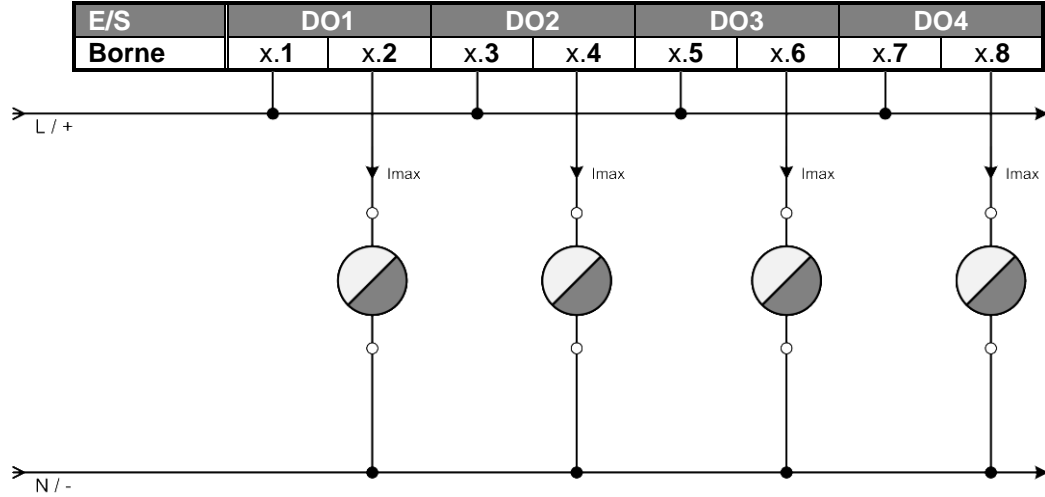 E/S DO1 DO2 DO3 DO4
Borne x.1 x.2 x.3 x.4 x.5 x.6 x.7 x.8
L / +
Imax Imax Imax Imax
N / -